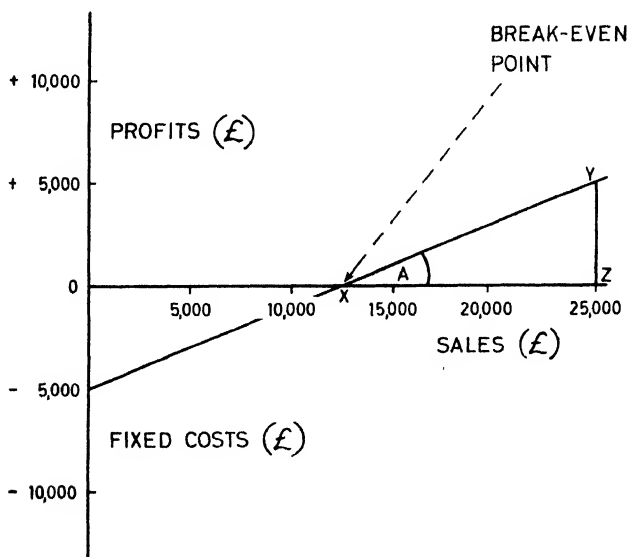 BREAK-EVEN
POINT
+ 10,000
PROFITS (£)
+ 5,000
Y
A
0
X
Z
5,000
10,000
15,000
20,000
25,000
SALES (£)
- 5,000
FIXED COSTS (£)
- 10,000